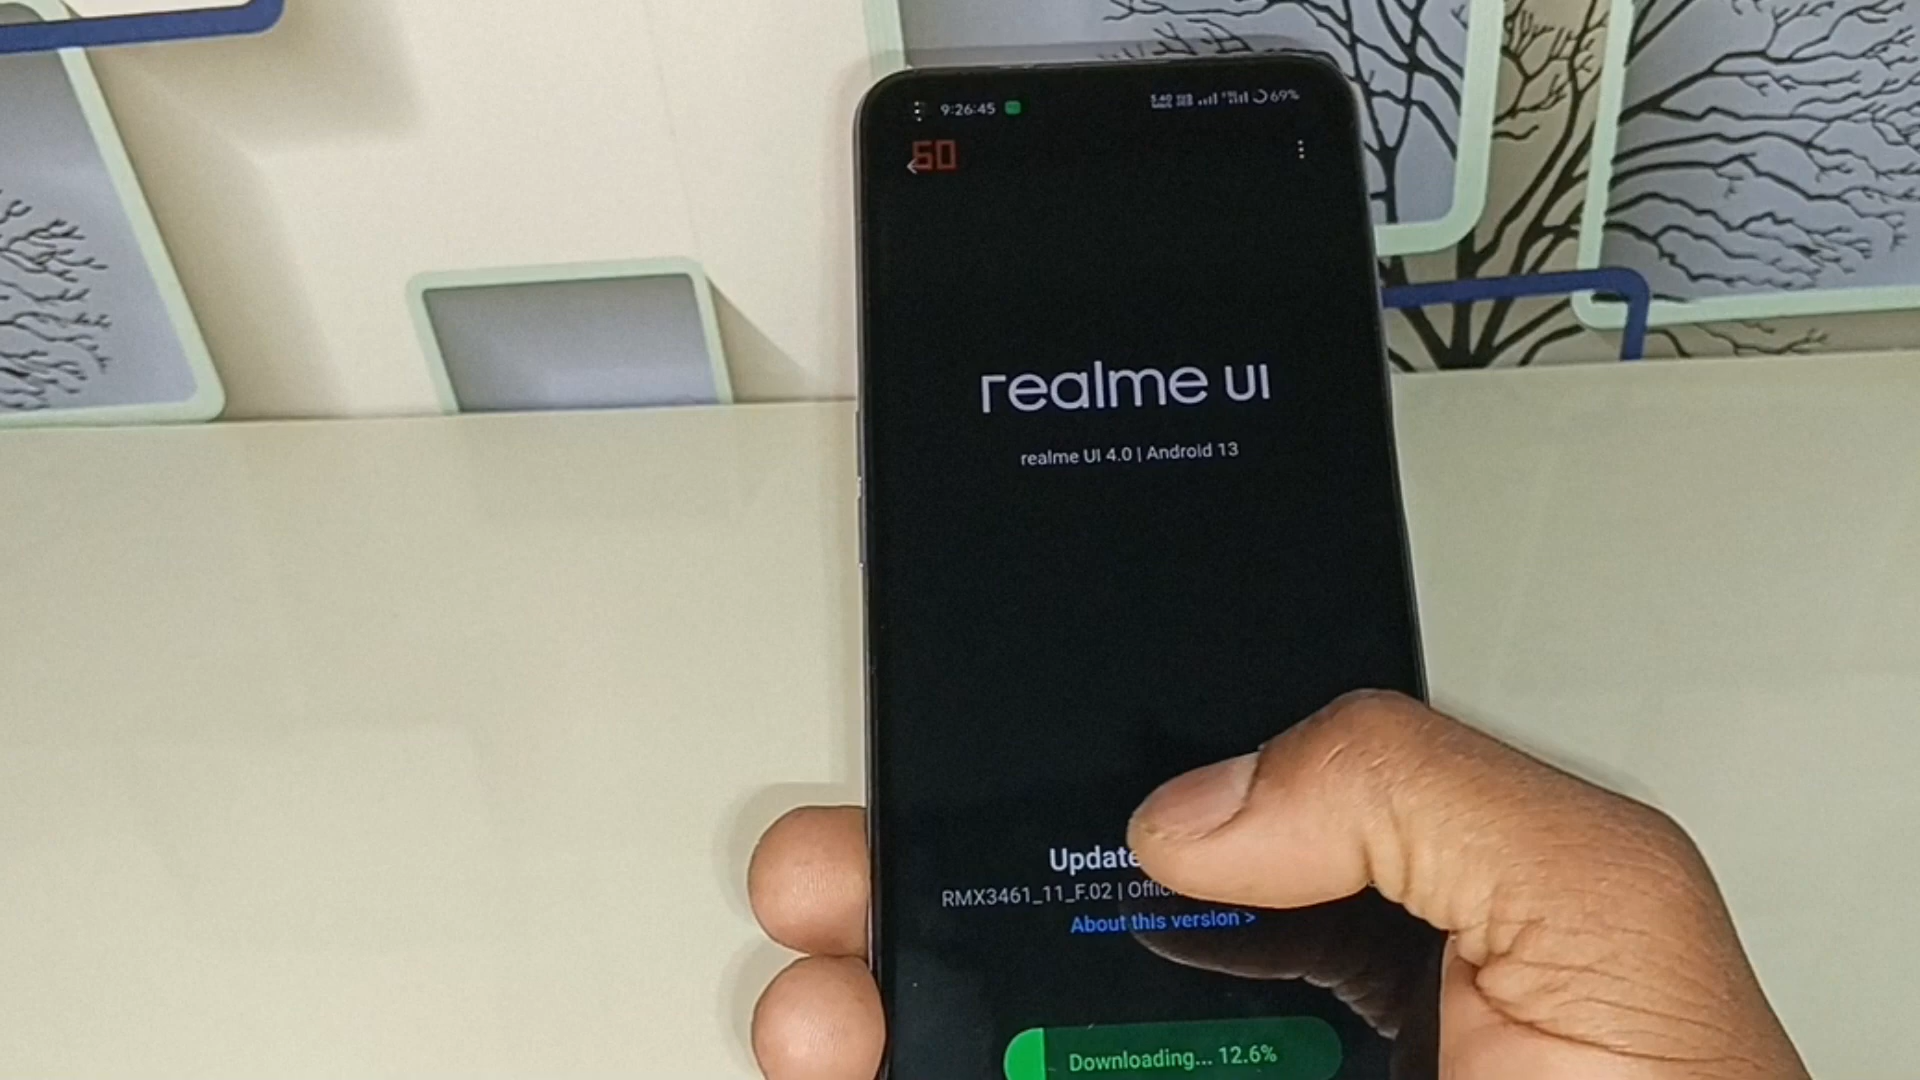 9:26:45
69%
60
realme UI
realme UI 4.0 | Android 13
Update
RMX3461_11_F.02 | Offic
About this version >
Downloading... 12.6%